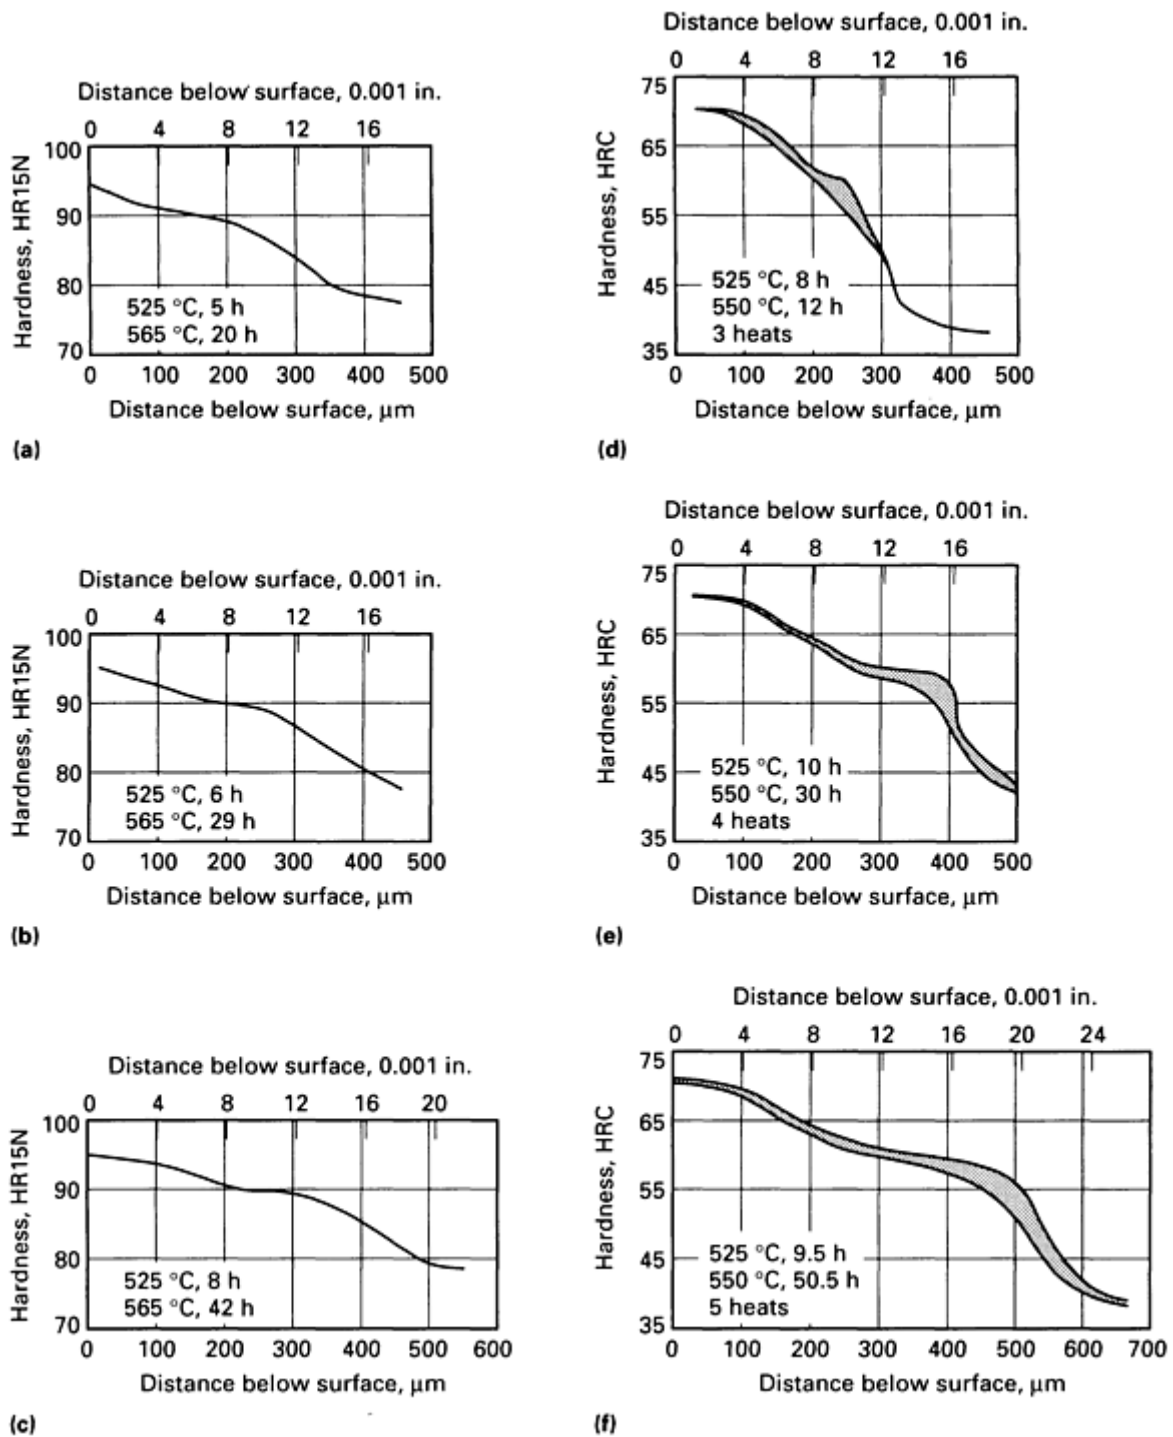 Distance below surface, 0.001 in.
0 4 8 12 16
100
90
80
70
Hardness, HR15N
525 °C, 5 h
565 °C, 20 h
0 100 200 300 400 500
Distance below surface, μm
(a)
Distance below surface, 0.001 in.
0 4 8 12 16
75
65
55
45
35
Hardness, HRC
525 °C, 8 h
550 °C, 12 h
3 heats
0 100 200 300 400 500
Distance below surface, μm
(d)
Distance below surface, 0.001 in.
0 4 8 12 16
100
90
80
70
Hardness, HR15N
525 °C, 6 h
565 °C, 29 h
0 100 200 300 400 500
Distance below surface, μm
(b)
Distance below surface, 0.001 in.
0 4 8 12 16
75
65
55
45
35
Hardness, HRC
525 °C, 10 h
550 °C, 30 h
4 heats
0 100 200 300 400 500
Distance below surface, μm
(e)
Distance below surface, 0.001 in.
0 4 8 12 16 20
100
90
80
70
Hardness, HR15N
525 °C, 8 h
565 °C, 42 h
0 100 200 300 400 500 600
Distance below surface, μm
(c)
Distance below surface, 0.001 in.
0 4 8 12 16 20 24
75
65
55
45
35
Hardness, HRC
525 °C, 9.5 h
550 °C, 50.5 h
5 heats
0 100 200 300 400 500 600 700
Distance below surface, μm
(f)